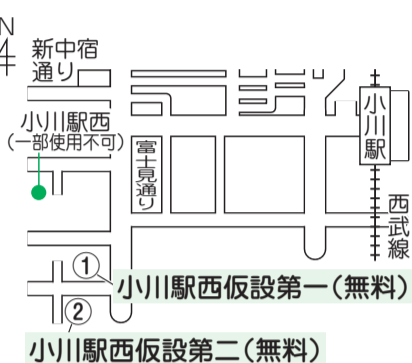 N
新中宿
通り
小川駅西
(一部使用不可)
富士見通り
小川駅
西武線
①
小川駅西仮設第一(無料)
②
小川駅西仮設第二(無料)